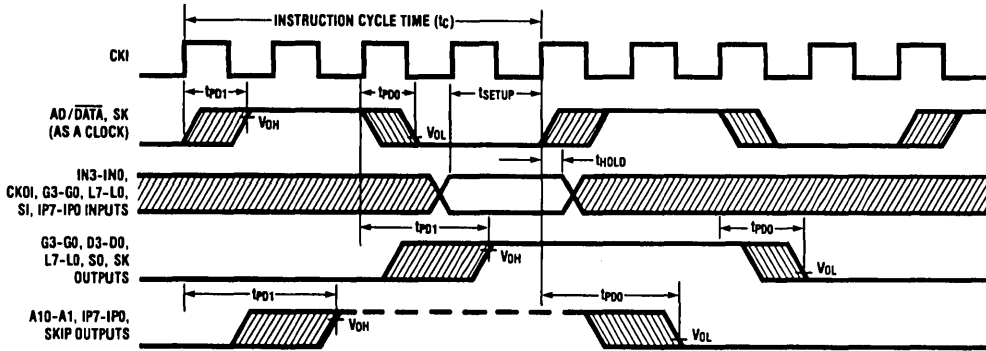 INSTRUCTION CYCLE TIME (tC)
CKI
tPD1
tPD0
tSETUP
AD/DATA, SK
(AS A CLOCK)
VOH
VOL
tHOLD
IN3-IN0,
CKOI, G3-G0, L7-L0,
SI, IP7-IP0 INPUTS
tPD1
tPD0
G3-G0, D3-D0,
L7-L0, SO, SK
OUTPUTS
VOH
VOL
tPD1
tPD0
A10-A1, IP7-IP0,
SKIP OUTPUTS
VOH
VOL